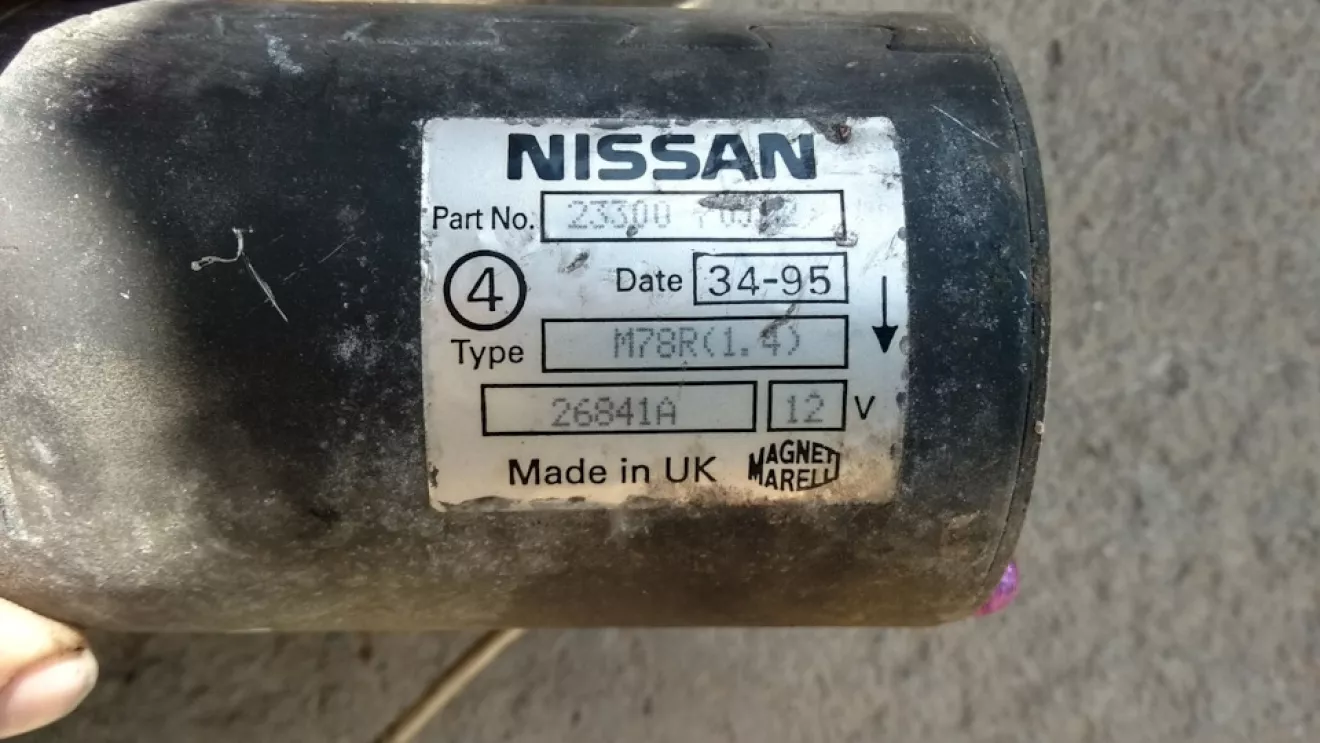 NISSAN
Part No. 23300
4 Date 34-95
Type M78R(1.4)
26841A 12 V
Made in UK MAGNETI MARELLI